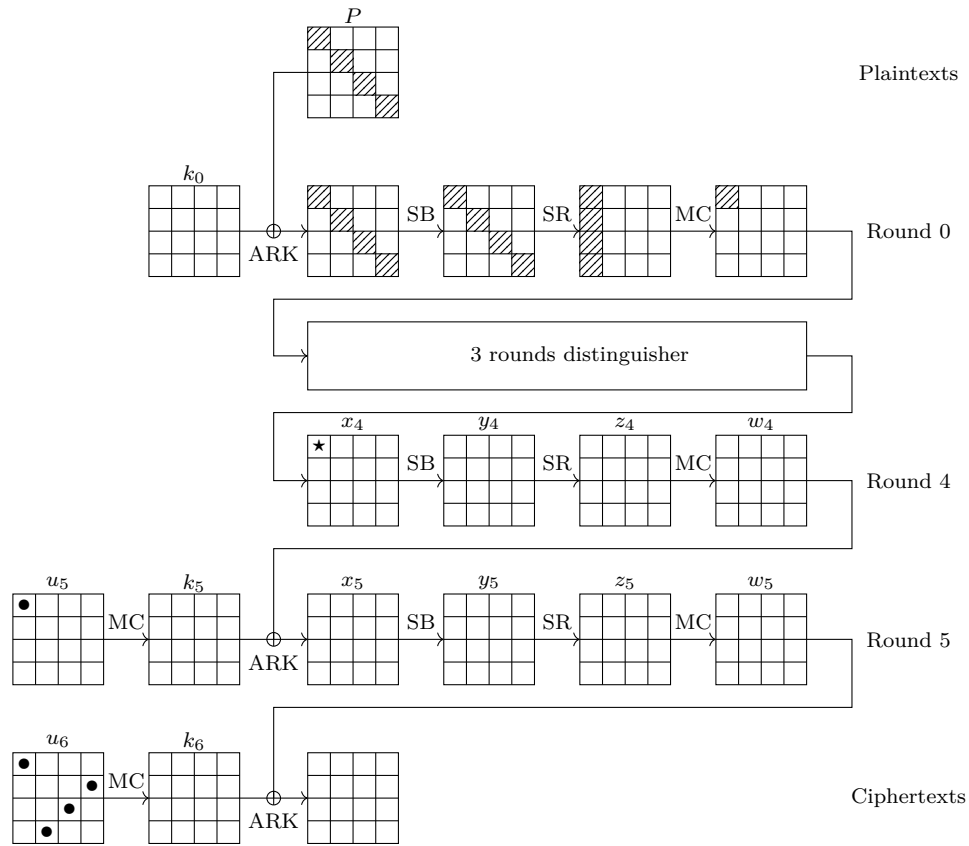 P
Plaintexts
k₀
SB SR MC
ARK
Round 0
3 rounds distinguisher
x₄ y₄ z₄ w₄
★ SB SR MC
Round 4
u₅ k₅ x₅ y₅ z₅ w₅
MC SB SR MC
ARK
Round 5
u₆ k₆
MC
ARK
Ciphertexts